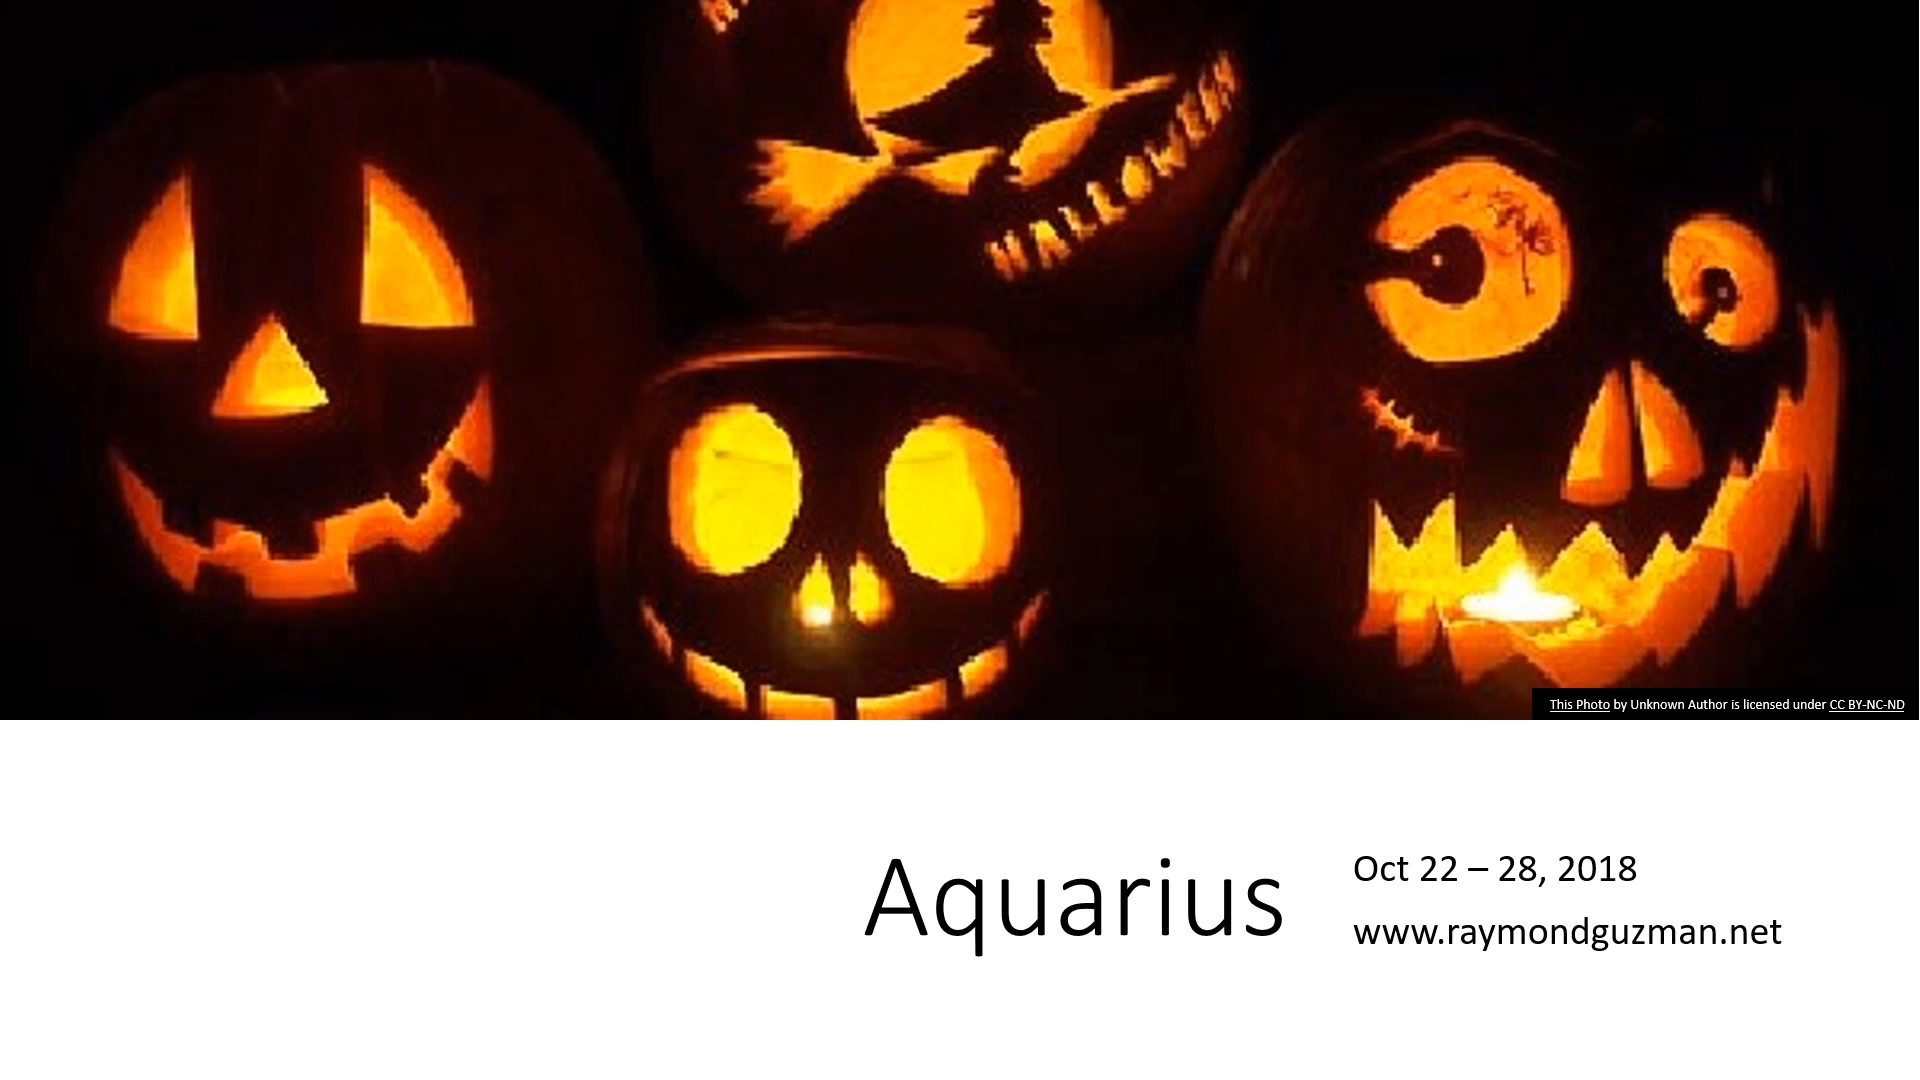 HALLOWEEN
This Photo by Unknown Author is licensed under CC BY-NC-ND
Aquarius
Oct 22 – 28, 2018
www.raymondguzman.net